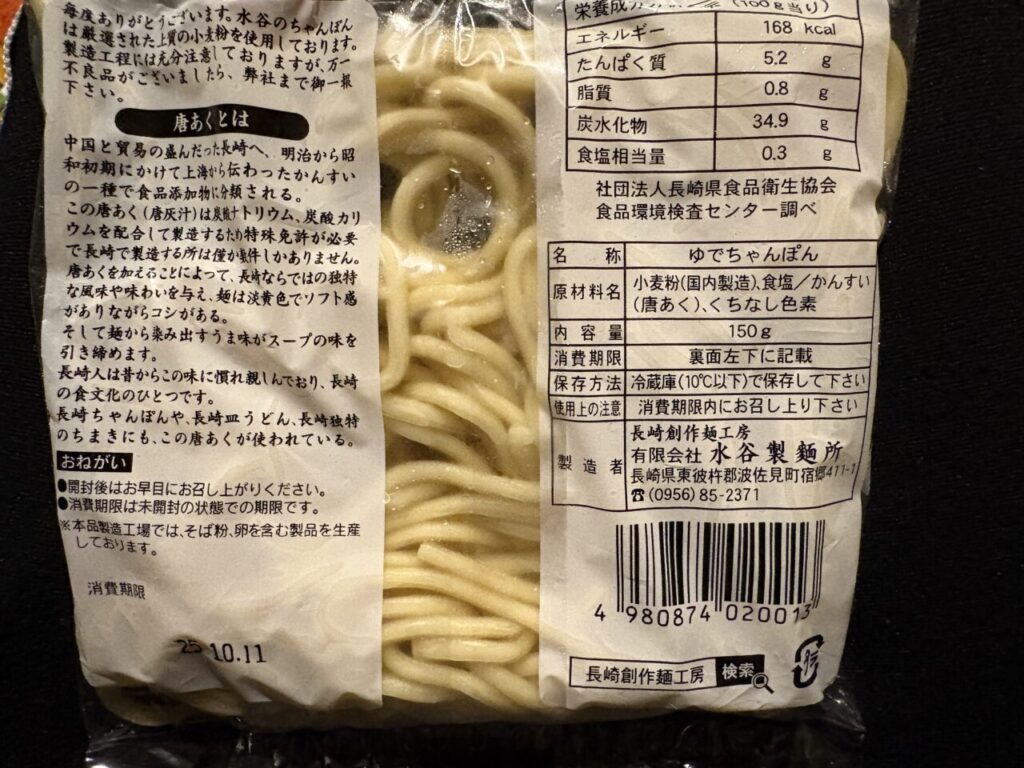 毎度ありがとうございます。水谷のちゃんぽん
は厳選された上質の小麦粉を使用しております。
製造工程には充分注意しておりますが、万一
不良品がございましたら、弊社まで御一報
下さい。
唐あくとは
中国と貿易の盛んだった長崎へ、明治から昭
和初期にかけて上海から伝わったかんすい
の一種で食品添加物に分類される。
この唐あく(唐灰汁)は炭酸ナトリウム、炭酸カリ
ウムを配合して製造するため特殊免許が必要
で長崎で製造する所は僅か数件しかありません。
唐あくを加えることによって、長崎ならではの独特
な風味や味わいを与え、麺は淡黄色でソフト感
がありながらコシがある。
そして麺から染み出すうま味がスープの味を
引き締めます。
長崎人は昔からこの味に慣れ親しんでおり、長崎
の食文化のひとつです。
長崎ちゃんぽんや、長崎皿うどん、長崎独特
のちまきにも、この唐あくが使われている。
おねがい
●開封後はお早目にお召し上がりください。
●消費期限は未開封の状態での期限です。
※本品製造工場では、そば粉、卵を含む製品を生産
しております。
消費期限
25 10.11
栄養成分 (100g当り)
エネルギー 168 kcal
たんぱく質 5.2 g
脂質 0.8 g
炭水化物 34.9 g
食塩相当量 0.3 g
社団法人長崎県食品衛生協会
食品環境検査センター調べ
名称 ゆでちゃんぽん
原材料名 小麦粉(国内製造)、食塩/かんすい
(唐あく)、くちなし色素
内容量 150g
消費期限 裏面左下に記載
保存方法 冷蔵庫(10℃以下)で保存して下さい
使用上の注意 消費期限内にお召し上り下さい
製造者 長崎創作麺工房
有限会社 水谷製麺所
長崎県東彼杵郡波佐見町宿郷411-1
☎(0956)85-2371
4 980874 020013
長崎創作麺工房 検索
プラ